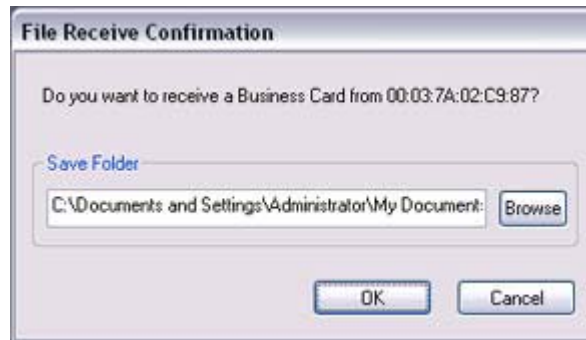 File Receive Confirmation
Do you want to receive a Business Card from 00:03:7A:02:C9:87?
Save Folder
C:\Documents and Settings\Administrator\My Document:
Browse
OK
Cancel